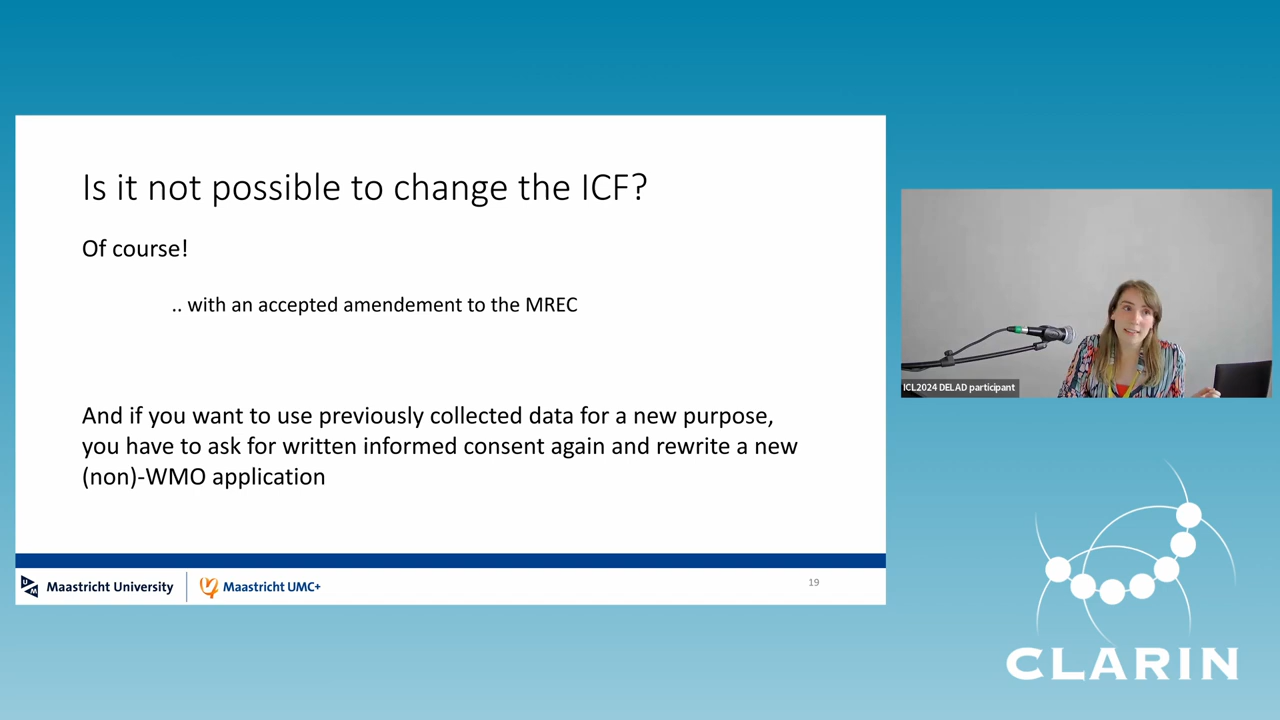 Is it not possible to change the ICF?
Of course!
.. with an accepted amendement to the MREC
And if you want to use previously collected data for a new purpose,
you have to ask for written informed consent again and rewrite a new
(non)-WMO application
Maastricht University
Maastricht UMC+
19
ICL2024 DELAD participant
CLARIN